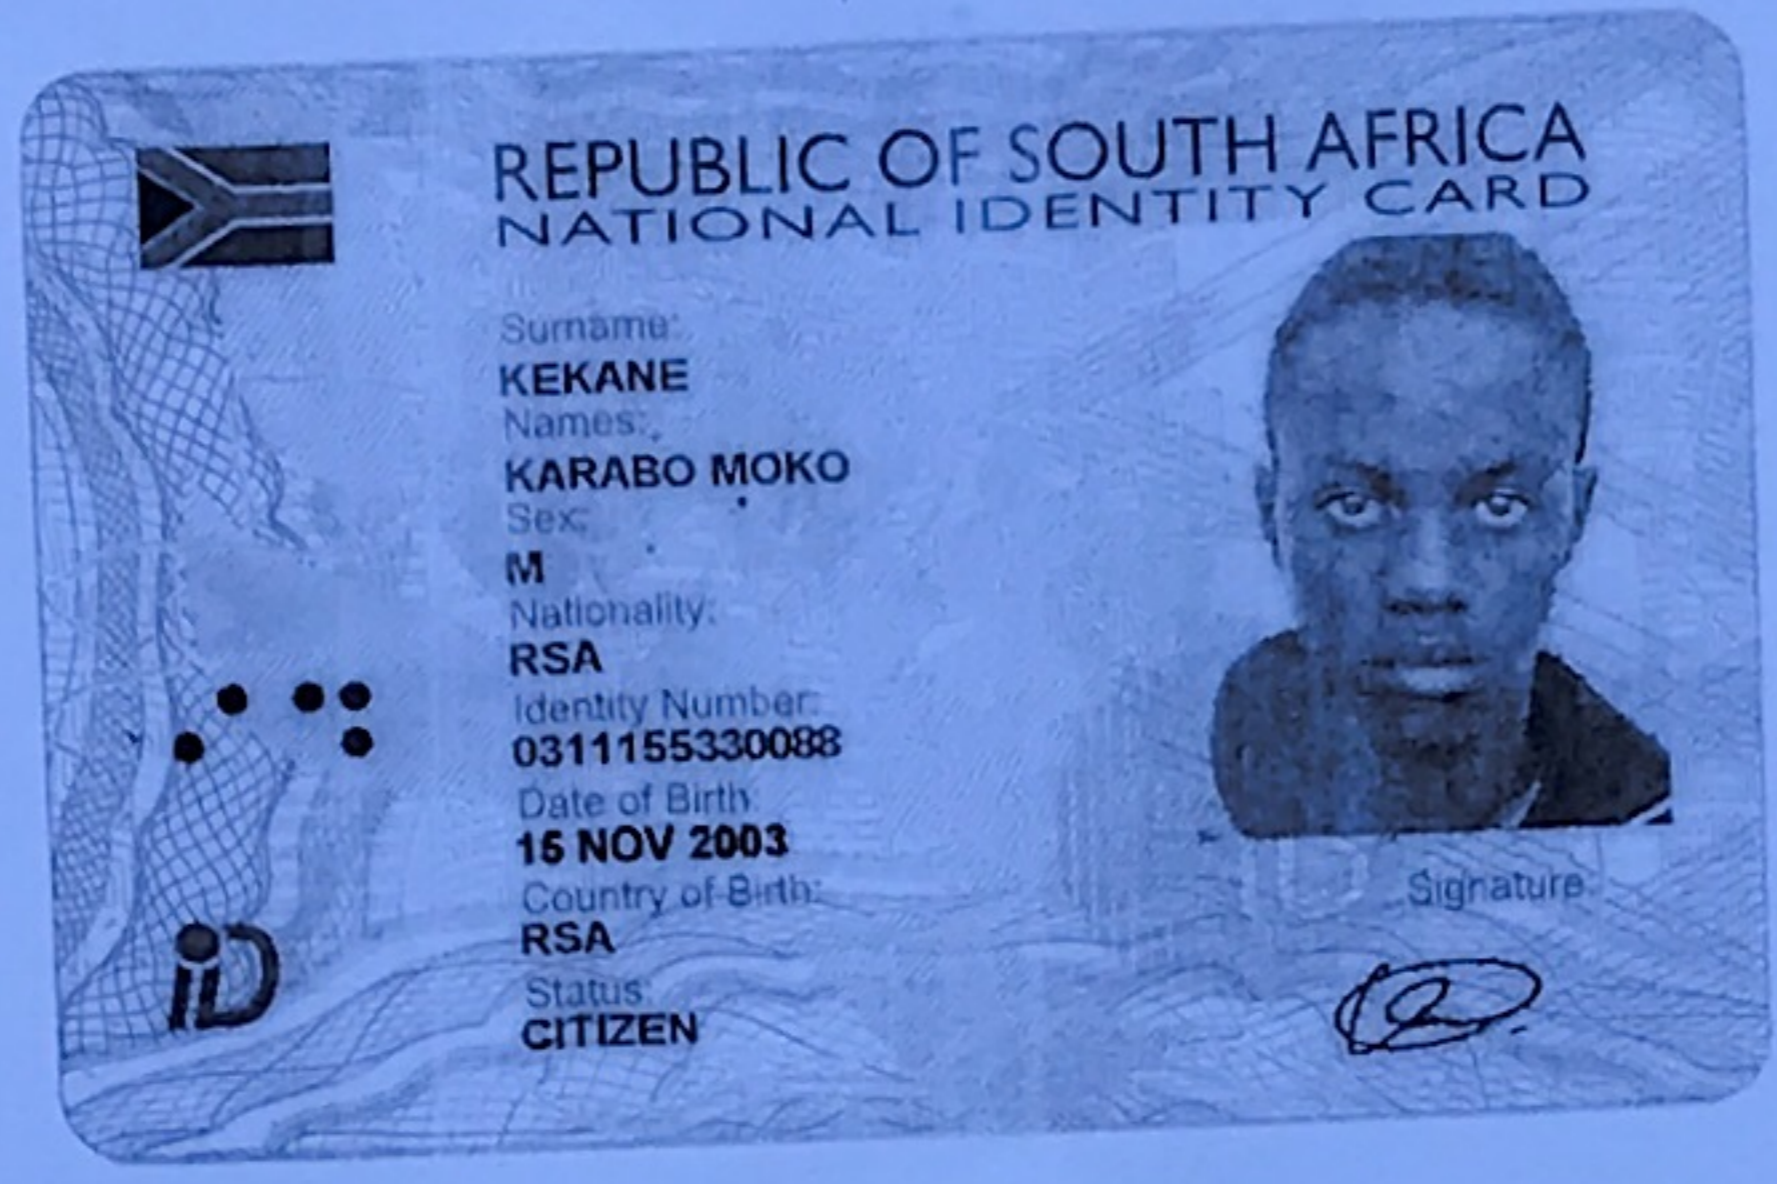 REPUBLIC OF SOUTH AFRICA
NATIONAL IDENTITY CARD
Surname:
KEKANE
Names:
KARABO MOKO
Sex:
M
Nationality:
RSA
Identity Number:
0311155330088
Date of Birth:
15 NOV 2003
Country of Birth:
RSA
Status:
CITIZEN
Signature:
iD